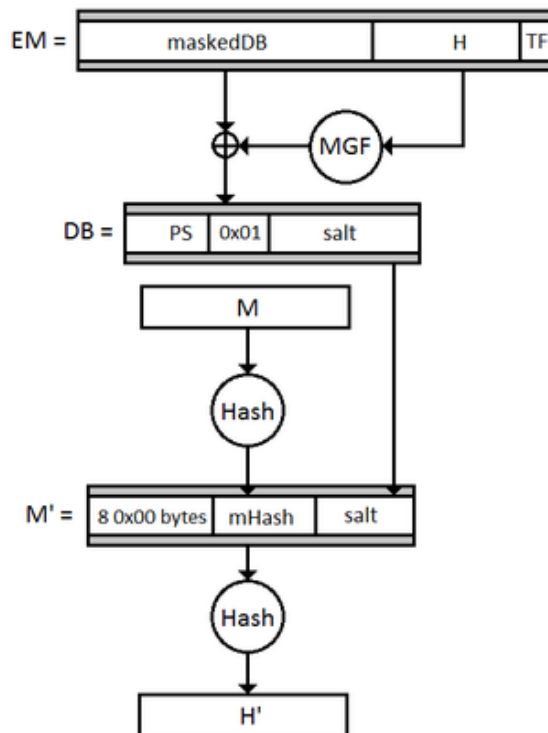 EM = maskedDB H TF
MGF
DB = PS 0x01 salt
M
Hash
M' = 8 0x00 bytes mHash salt
Hash
H'